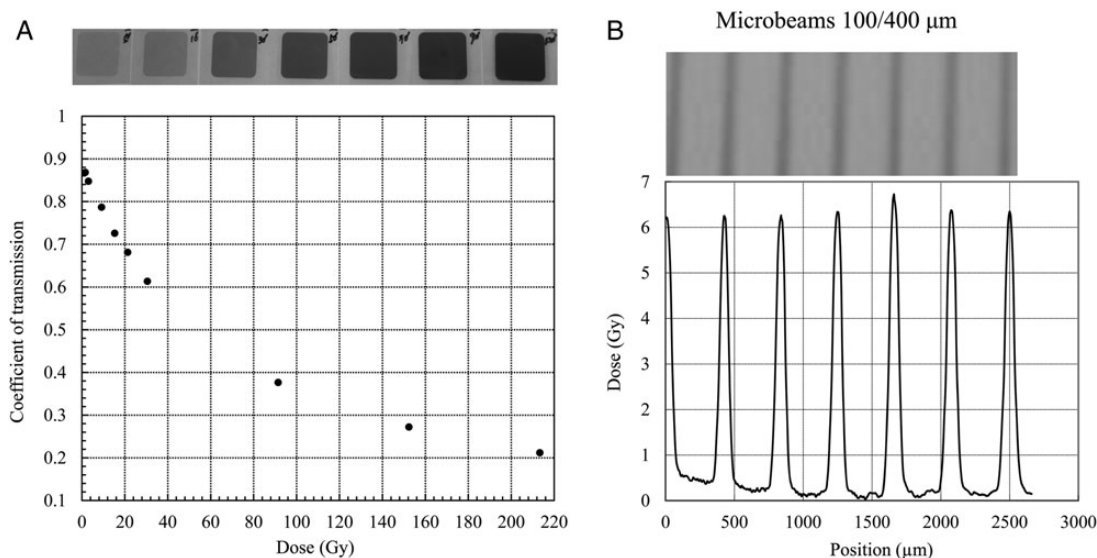 A
Coefficient of transmission
1
0.9
0.8
0.7
0.6
0.5
0.4
0.3
0.2
0.1
0 20 40 60 80 100 120 140 160 180 200 220
Dose (Gy)
B
Microbeams 100/400 μm
Dose (Gy)
7
6
5
4
3
2
1
0
0 500 1000 1500 2000 2500 3000
Position (μm)